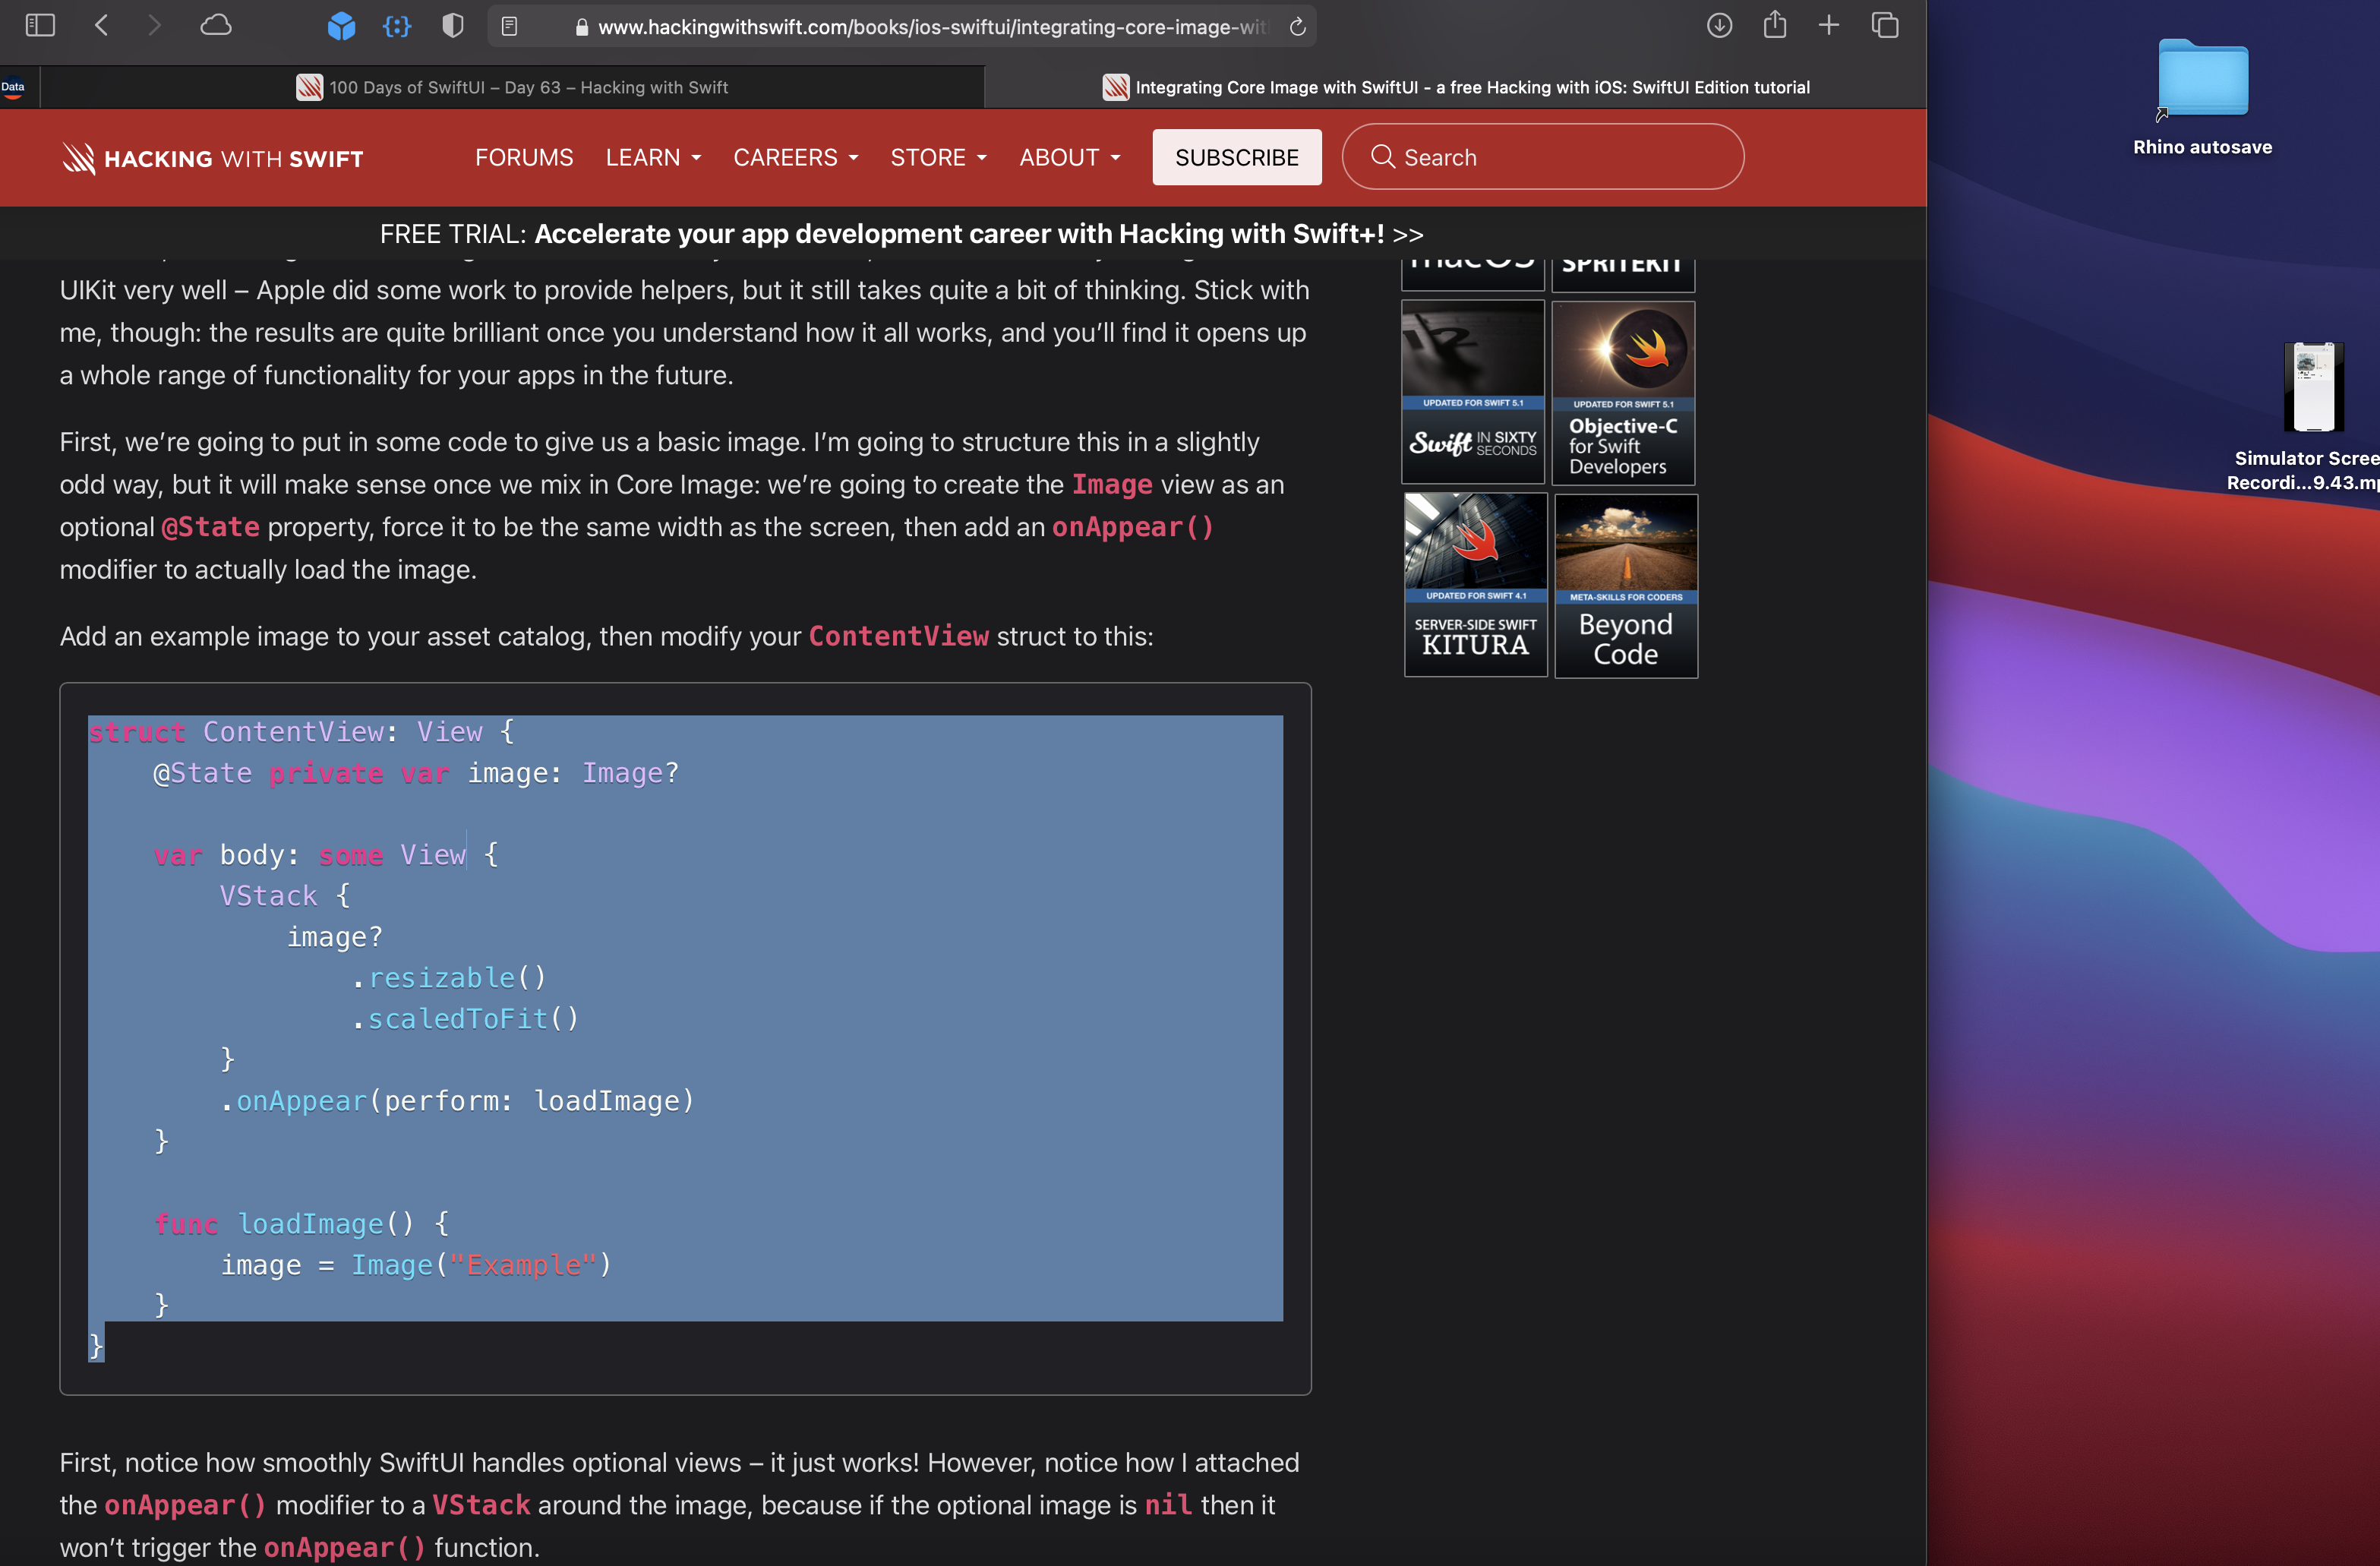 www.hackingwithswift.com/books/ios-swiftui/integrating-core-image-wit
Data
100 Days of SwiftUI – Day 63 – Hacking with Swift
Integrating Core Image with SwiftUI - a free Hacking with iOS: SwiftUI Edition tutorial
HACKING WITH SWIFT
FORUMS
LEARN
CAREERS
STORE
ABOUT
SUBSCRIBE
Search
FREE TRIAL: Accelerate your app development career with Hacking with Swift+! >>
UIKit very well – Apple did some work to provide helpers, but it still takes quite a bit of thinking. Stick with
me, though: the results are quite brilliant once you understand how it all works, and you’ll find it opens up
a whole range of functionality for your apps in the future.
First, we’re going to put in some code to give us a basic image. I’m going to structure this in a slightly
odd way, but it will make sense once we mix in Core Image: we’re going to create the Image view as an
optional @State property, force it to be the same width as the screen, then add an onAppear()
modifier to actually load the image.
Add an example image to your asset catalog, then modify your ContentView struct to this:
struct ContentView: View {
    @State private var image: Image?

    var body: some View {
        VStack {
            image?
                .resizable()
                .scaledToFit()
        }
        .onAppear(perform: loadImage)
    }

    func loadImage() {
        image = Image("Example")
    }
}
First, notice how smoothly SwiftUI handles optional views – it just works! However, notice how I attached
the onAppear() modifier to a VStack around the image, because if the optional image is nil then it
won’t trigger the onAppear() function.
macOS
SPRITEKIT
UPDATED FOR SWIFT 5.1
Swift IN SIXTY
SECONDS
UPDATED FOR SWIFT 5.1
Objective-C
for Swift
Developers
UPDATED FOR SWIFT 4.1
SERVER-SIDE SWIFT
KITURA
META-SKILLS FOR CODERS
Beyond
Code
Rhino autosave
Simulator Scree
Recordi...9.43.mp